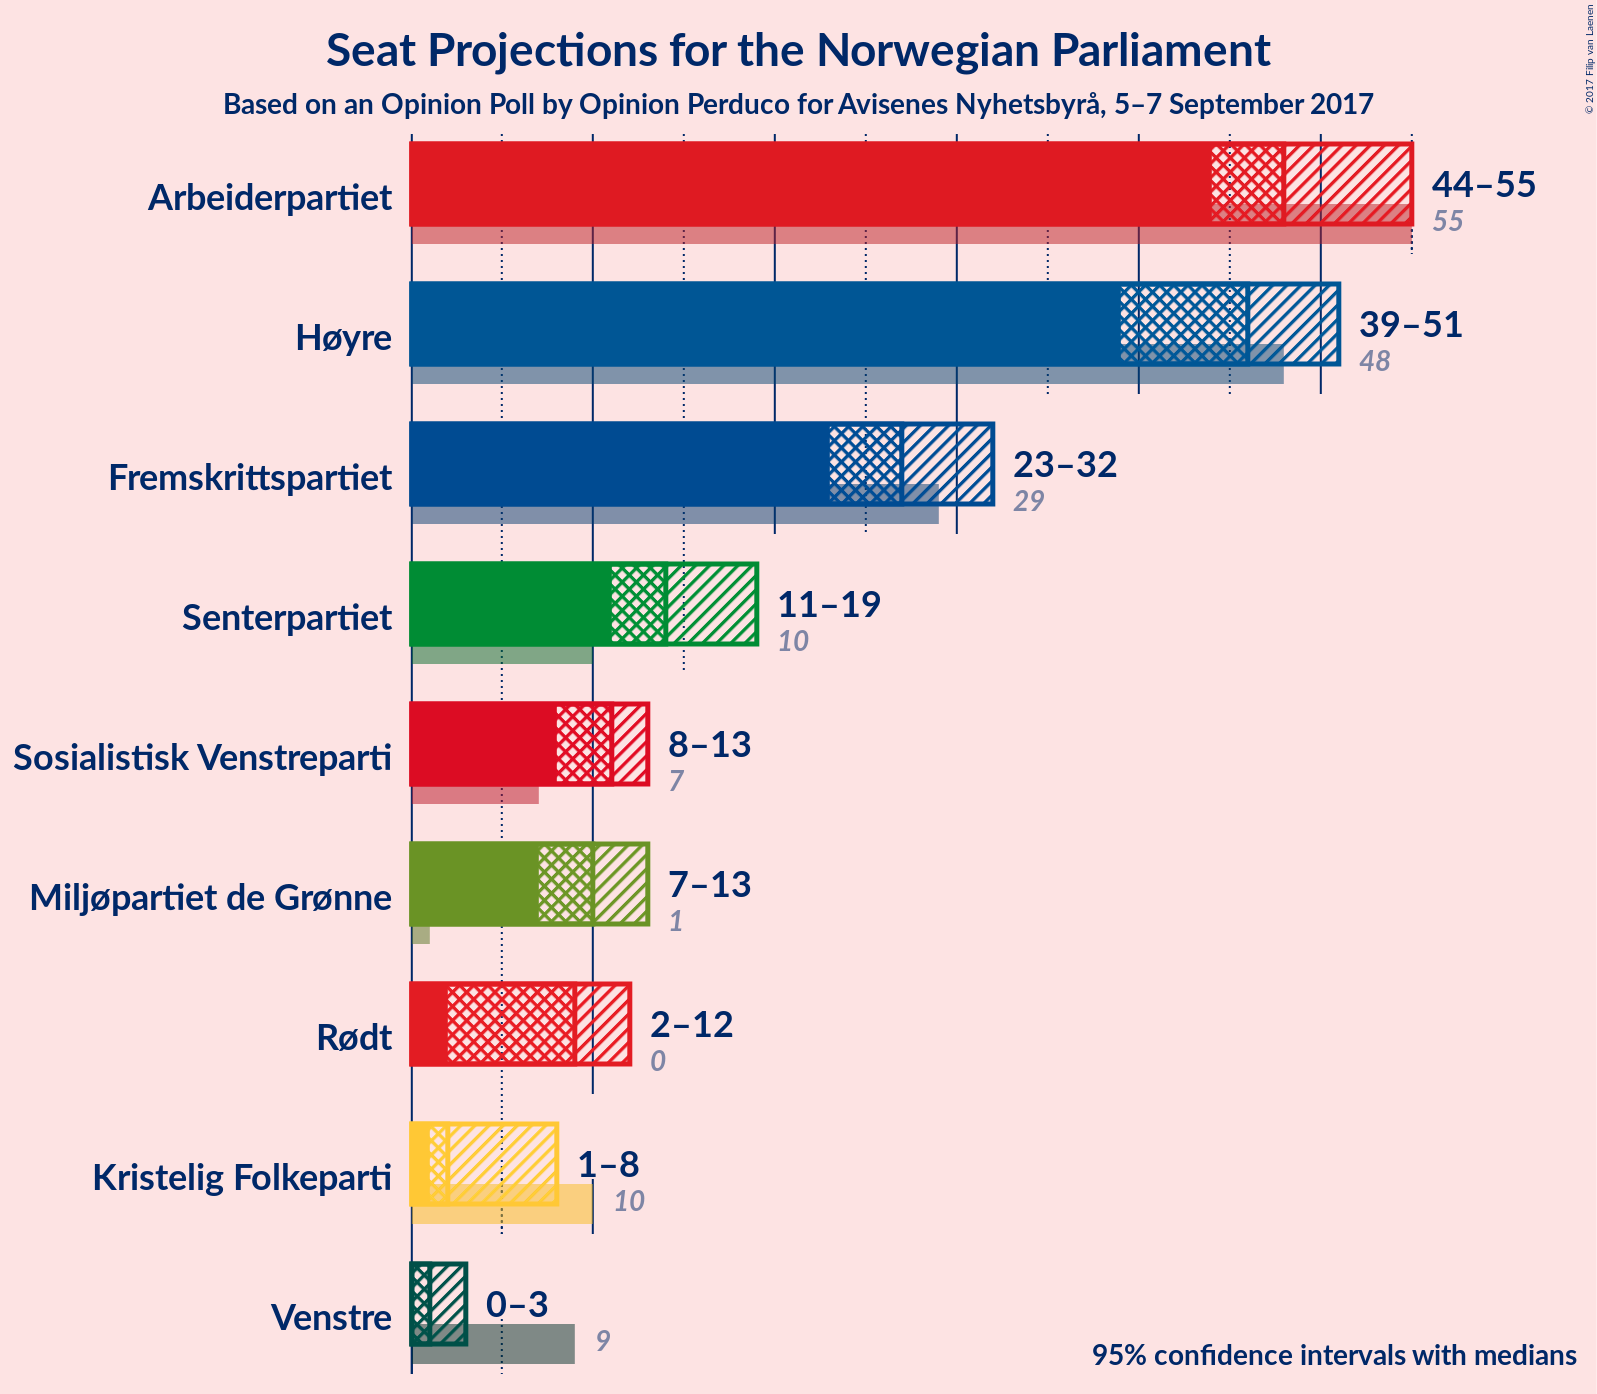 Seat Projections for the Norwegian Parliament
Based on an Opinion Poll by Opinion Perduco for Avisenes Nyhetsbyrå, 5–7 September 2017
© 2017 Filip van Laenen
Arbeiderpartiet
44–55
55
Høyre
39–51
48
Fremskrittspartiet
23–32
29
Senterpartiet
11–19
10
Sosialistisk Venstreparti
8–13
7
Miljøpartiet de Grønne
7–13
1
Rødt
2–12
0
Kristelig Folkeparti
1–8
10
Venstre
0–3
9
95% confidence intervals with medians